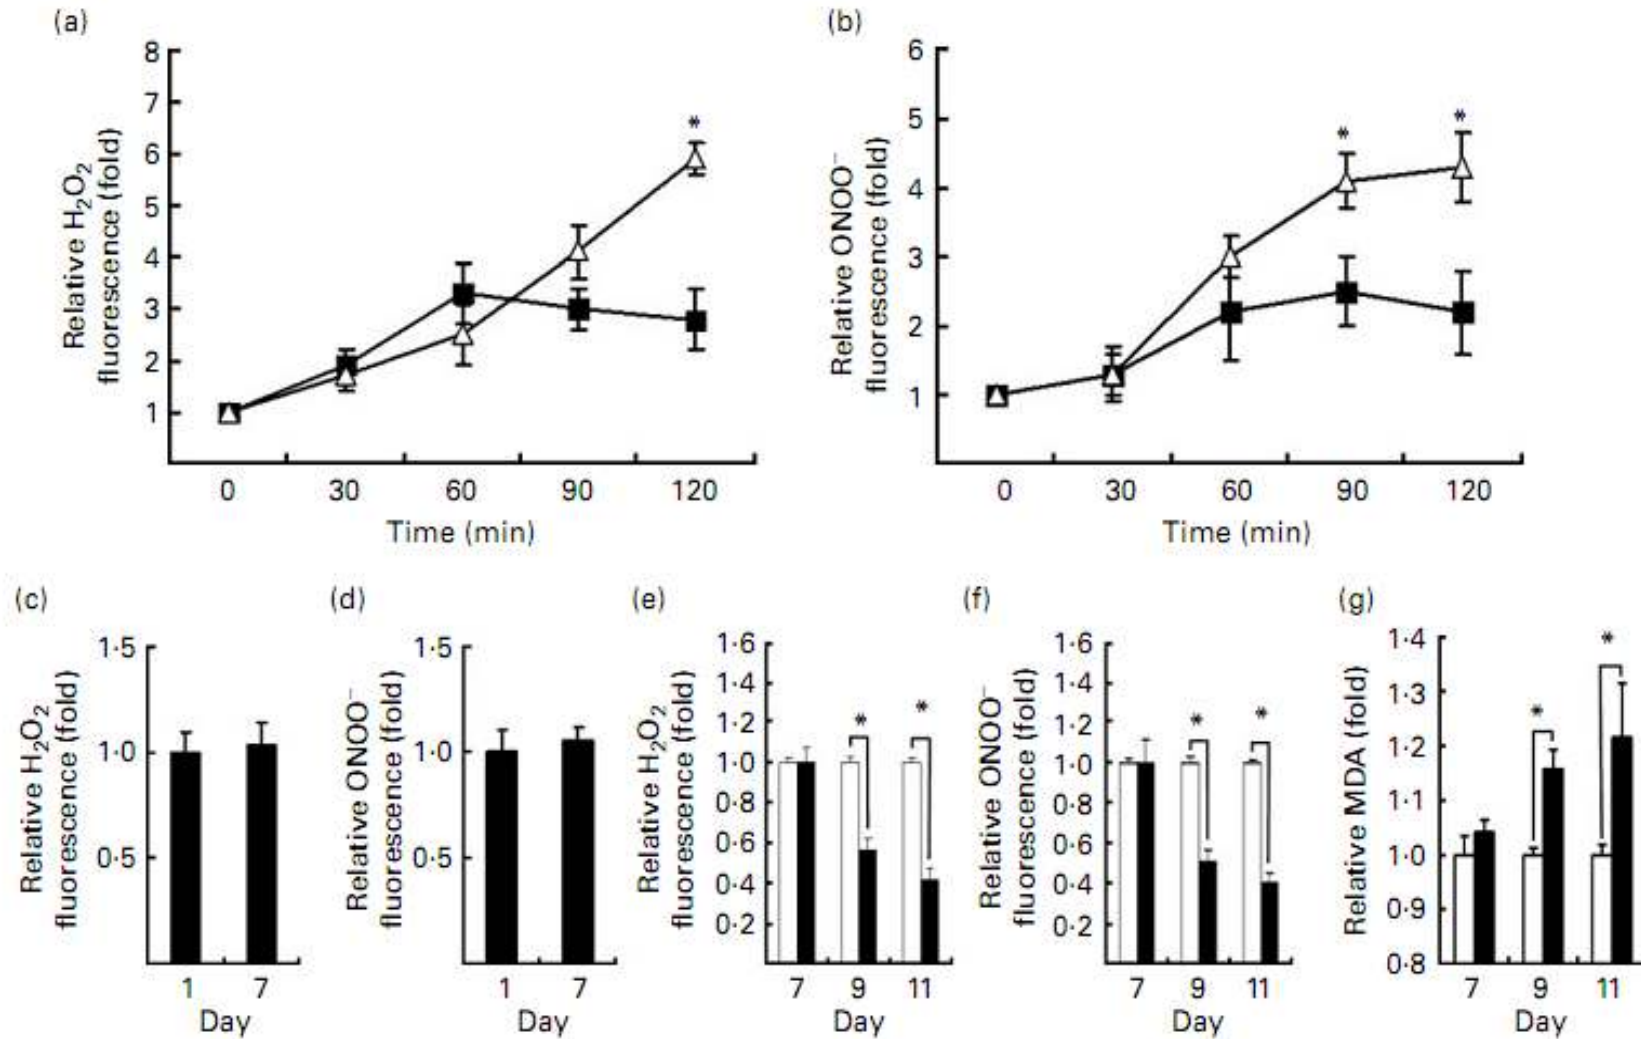 (a)
Relative H₂O₂
fluorescence (fold)
8
7
6
5
4
3
2
1
*
0 30 60 90 120
Time (min)
(b)
Relative ONOO⁻
fluorescence (fold)
6
5
4
3
2
1
* *
0 30 60 90 120
Time (min)
(c)
Relative H₂O₂
fluorescence (fold)
1·5
1·0
0·5
1 7
Day
(d)
Relative ONOO⁻
fluorescence (fold)
1·5
1·0
0·5
1 7
Day
(e)
Relative H₂O₂
fluorescence (fold)
1·6
1·4
1·2
1·0
0·8
0·6
0·4
0·2
* *
7 9 11
Day
(f)
Relative ONOO⁻
fluorescence (fold)
1·6
1·4
1·2
1·0
0·8
0·6
0·4
0·2
* *
7 9 11
Day
(g)
Relative MDA (fold)
1·4
1·3
1·2
1·1
1·0
0·9
0·8
* *
7 9 11
Day